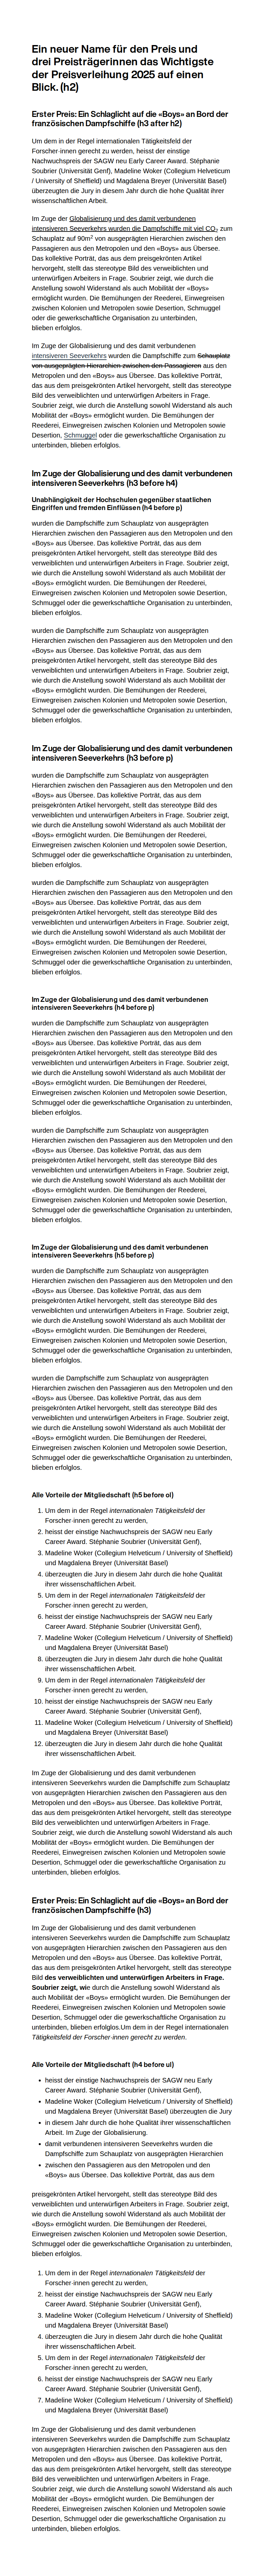 Ein neuer Name für den Preis und
drei Preisträgerinnen das Wichtigste
der Preisverleihung 2025 auf einen
Blick. (h2)
Erster Preis: Ein Schlaglicht auf die «Boys» an Bord der
französischen Dampfschiffe (h3 after h2)
Um dem in der Regel internationalen Tätigkeitsfeld der
Forscher·innen gerecht zu werden, heisst der einstige
Nachwuchspreis der SAGW neu Early Career Award. Stéphanie
Soubrier (Universität Genf), Madeline Woker (Collegium Helveticum
/ University of Sheffield) und Magdalena Breyer (Universität Basel)
überzeugten die Jury in diesem Jahr durch die hohe Qualität ihrer
wissenschaftlichen Arbeit.
Im Zuge der Globalisierung und des damit verbundenen
intensiveren Seeverkehrs wurden die Dampfschiffe mit viel CO₂ zum
Schauplatz auf 90m² von ausgeprägten Hierarchien zwischen den
Passagieren aus den Metropolen und den «Boys» aus Übersee.
Das kollektive Porträt, das aus dem preisgekrönten Artikel
hervorgeht, stellt das stereotype Bild des verweiblichten und
unterwürfigen Arbeiters in Frage. Soubrier zeigt, wie durch die
Anstellung sowohl Widerstand als auch Mobilität der «Boys»
ermöglicht wurden. Die Bemühungen der Reederei, Einwegreisen
zwischen Kolonien und Metropolen sowie Desertion, Schmuggel
oder die gewerkschaftliche Organisation zu unterbinden,
blieben erfolglos.
Im Zuge der Globalisierung und des damit verbundenen
intensiveren Seeverkehrs wurden die Dampfschiffe zum Schauplatz
von ausgeprägten Hierarchien zwischen den Passagieren aus den
Metropolen und den «Boys» aus Übersee. Das kollektive Porträt,
das aus dem preisgekrönten Artikel hervorgeht, stellt das stereotype
Bild des verweiblichten und unterwürfigen Arbeiters in Frage.
Soubrier zeigt, wie durch die Anstellung sowohl Widerstand als auch
Mobilität der «Boys» ermöglicht wurden. Die Bemühungen der
Reederei, Einwegreisen zwischen Kolonien und Metropolen sowie
Desertion, Schmuggel oder die gewerkschaftliche Organisation zu
unterbinden, blieben erfolglos.
Im Zuge der Globalisierung und des damit verbundenen
intensiveren Seeverkehrs (h3 before h4)
Unabhängigkeit der Hochschulen gegenüber staatlichen
Eingriffen und fremden Einflüssen (h4 before p)
wurden die Dampfschiffe zum Schauplatz von ausgeprägten
Hierarchien zwischen den Passagieren aus den Metropolen und den
«Boys» aus Übersee. Das kollektive Porträt, das aus dem
preisgekrönten Artikel hervorgeht, stellt das stereotype Bild des
verweiblichten und unterwürfigen Arbeiters in Frage. Soubrier zeigt,
wie durch die Anstellung sowohl Widerstand als auch Mobilität der
«Boys» ermöglicht wurden. Die Bemühungen der Reederei,
Einwegreisen zwischen Kolonien und Metropolen sowie Desertion,
Schmuggel oder die gewerkschaftliche Organisation zu unterbinden,
blieben erfolglos.
wurden die Dampfschiffe zum Schauplatz von ausgeprägten
Hierarchien zwischen den Passagieren aus den Metropolen und den
«Boys» aus Übersee. Das kollektive Porträt, das aus dem
preisgekrönten Artikel hervorgeht, stellt das stereotype Bild des
verweiblichten und unterwürfigen Arbeiters in Frage. Soubrier zeigt,
wie durch die Anstellung sowohl Widerstand als auch Mobilität der
«Boys» ermöglicht wurden. Die Bemühungen der Reederei,
Einwegreisen zwischen Kolonien und Metropolen sowie Desertion,
Schmuggel oder die gewerkschaftliche Organisation zu unterbinden,
blieben erfolglos.
Im Zuge der Globalisierung und des damit verbundenen
intensiveren Seeverkehrs (h3 before p)
wurden die Dampfschiffe zum Schauplatz von ausgeprägten
Hierarchien zwischen den Passagieren aus den Metropolen und den
«Boys» aus Übersee. Das kollektive Porträt, das aus dem
preisgekrönten Artikel hervorgeht, stellt das stereotype Bild des
verweiblichten und unterwürfigen Arbeiters in Frage. Soubrier zeigt,
wie durch die Anstellung sowohl Widerstand als auch Mobilität der
«Boys» ermöglicht wurden. Die Bemühungen der Reederei,
Einwegreisen zwischen Kolonien und Metropolen sowie Desertion,
Schmuggel oder die gewerkschaftliche Organisation zu unterbinden,
blieben erfolglos.
wurden die Dampfschiffe zum Schauplatz von ausgeprägten
Hierarchien zwischen den Passagieren aus den Metropolen und den
«Boys» aus Übersee. Das kollektive Porträt, das aus dem
preisgekrönten Artikel hervorgeht, stellt das stereotype Bild des
verweiblichten und unterwürfigen Arbeiters in Frage. Soubrier zeigt,
wie durch die Anstellung sowohl Widerstand als auch Mobilität der
«Boys» ermöglicht wurden. Die Bemühungen der Reederei,
Einwegreisen zwischen Kolonien und Metropolen sowie Desertion,
Schmuggel oder die gewerkschaftliche Organisation zu unterbinden,
blieben erfolglos.
Im Zuge der Globalisierung und des damit verbundenen
intensiveren Seeverkehrs (h4 before p)
wurden die Dampfschiffe zum Schauplatz von ausgeprägten
Hierarchien zwischen den Passagieren aus den Metropolen und den
«Boys» aus Übersee. Das kollektive Porträt, das aus dem
preisgekrönten Artikel hervorgeht, stellt das stereotype Bild des
verweiblichten und unterwürfigen Arbeiters in Frage. Soubrier zeigt,
wie durch die Anstellung sowohl Widerstand als auch Mobilität der
«Boys» ermöglicht wurden. Die Bemühungen der Reederei,
Einwegreisen zwischen Kolonien und Metropolen sowie Desertion,
Schmuggel oder die gewerkschaftliche Organisation zu unterbinden,
blieben erfolglos.
wurden die Dampfschiffe zum Schauplatz von ausgeprägten
Hierarchien zwischen den Passagieren aus den Metropolen und den
«Boys» aus Übersee. Das kollektive Porträt, das aus dem
preisgekrönten Artikel hervorgeht, stellt das stereotype Bild des
verweiblichten und unterwürfigen Arbeiters in Frage. Soubrier zeigt,
wie durch die Anstellung sowohl Widerstand als auch Mobilität der
«Boys» ermöglicht wurden. Die Bemühungen der Reederei,
Einwegreisen zwischen Kolonien und Metropolen sowie Desertion,
Schmuggel oder die gewerkschaftliche Organisation zu unterbinden,
blieben erfolglos.
Im Zuge der Globalisierung und des damit verbundenen
intensiveren Seeverkehrs (h5 before p)
wurden die Dampfschiffe zum Schauplatz von ausgeprägten
Hierarchien zwischen den Passagieren aus den Metropolen und den
«Boys» aus Übersee. Das kollektive Porträt, das aus dem
preisgekrönten Artikel hervorgeht, stellt das stereotype Bild des
verweiblichten und unterwürfigen Arbeiters in Frage. Soubrier zeigt,
wie durch die Anstellung sowohl Widerstand als auch Mobilität der
«Boys» ermöglicht wurden. Die Bemühungen der Reederei,
Einwegreisen zwischen Kolonien und Metropolen sowie Desertion,
Schmuggel oder die gewerkschaftliche Organisation zu unterbinden,
blieben erfolglos.
wurden die Dampfschiffe zum Schauplatz von ausgeprägten
Hierarchien zwischen den Passagieren aus den Metropolen und den
«Boys» aus Übersee. Das kollektive Porträt, das aus dem
preisgekrönten Artikel hervorgeht, stellt das stereotype Bild des
verweiblichten und unterwürfigen Arbeiters in Frage. Soubrier zeigt,
wie durch die Anstellung sowohl Widerstand als auch Mobilität der
«Boys» ermöglicht wurden. Die Bemühungen der Reederei,
Einwegreisen zwischen Kolonien und Metropolen sowie Desertion,
Schmuggel oder die gewerkschaftliche Organisation zu unterbinden,
blieben erfolglos.
Alle Vorteile der Mitgliedschaft (h5 before ol)
1. Um dem in der Regel internationalen Tätigkeitsfeld der
Forscher·innen gerecht zu werden,
2. heisst der einstige Nachwuchspreis der SAGW neu Early
Career Award. Stéphanie Soubrier (Universität Genf),
3. Madeline Woker (Collegium Helveticum / University of Sheffield)
und Magdalena Breyer (Universität Basel)
4. überzeugten die Jury in diesem Jahr durch die hohe Qualität
ihrer wissenschaftlichen Arbeit.
5. Um dem in der Regel internationalen Tätigkeitsfeld der
Forscher·innen gerecht zu werden,
6. heisst der einstige Nachwuchspreis der SAGW neu Early
Career Award. Stéphanie Soubrier (Universität Genf),
7. Madeline Woker (Collegium Helveticum / University of Sheffield)
und Magdalena Breyer (Universität Basel)
8. überzeugten die Jury in diesem Jahr durch die hohe Qualität
ihrer wissenschaftlichen Arbeit.
9. Um dem in der Regel internationalen Tätigkeitsfeld der
Forscher·innen gerecht zu werden,
10. heisst der einstige Nachwuchspreis der SAGW neu Early
Career Award. Stéphanie Soubrier (Universität Genf),
11. Madeline Woker (Collegium Helveticum / University of Sheffield)
und Magdalena Breyer (Universität Basel)
12. überzeugten die Jury in diesem Jahr durch die hohe Qualität
ihrer wissenschaftlichen Arbeit.
Im Zuge der Globalisierung und des damit verbundenen
intensiveren Seeverkehrs wurden die Dampfschiffe zum Schauplatz
von ausgeprägten Hierarchien zwischen den Passagieren aus den
Metropolen und den «Boys» aus Übersee. Das kollektive Porträt,
das aus dem preisgekrönten Artikel hervorgeht, stellt das stereotype
Bild des verweiblichten und unterwürfigen Arbeiters in Frage.
Soubrier zeigt, wie durch die Anstellung sowohl Widerstand als auch
Mobilität der «Boys» ermöglicht wurden. Die Bemühungen der
Reederei, Einwegreisen zwischen Kolonien und Metropolen sowie
Desertion, Schmuggel oder die gewerkschaftliche Organisation zu
unterbinden, blieben erfolglos.
Erster Preis: Ein Schlaglicht auf die «Boys» an Bord der
französischen Dampfschiffe (h3)
Im Zuge der Globalisierung und des damit verbundenen
intensiveren Seeverkehrs wurden die Dampfschiffe zum Schauplatz
von ausgeprägten Hierarchien zwischen den Passagieren aus den
Metropolen und den «Boys» aus Übersee. Das kollektive Porträt,
das aus dem preisgekrönten Artikel hervorgeht, stellt das stereotype
Bild des verweiblichten und unterwürfigen Arbeiters in Frage.
Soubrier zeigt, wie durch die Anstellung sowohl Widerstand als
auch Mobilität der «Boys» ermöglicht wurden. Die Bemühungen der
Reederei, Einwegreisen zwischen Kolonien und Metropolen sowie
Desertion, Schmuggel oder die gewerkschaftliche Organisation zu
unterbinden, blieben erfolglos.Um dem in der Regel internationalen
Tätigkeitsfeld der Forscher·innen gerecht zu werden.
Alle Vorteile der Mitgliedschaft (h4 before ul)
• heisst der einstige Nachwuchspreis der SAGW neu Early
Career Award. Stéphanie Soubrier (Universität Genf),
• Madeline Woker (Collegium Helveticum / University of Sheffield)
und Magdalena Breyer (Universität Basel) überzeugten die Jury
• in diesem Jahr durch die hohe Qualität ihrer wissenschaftlichen
Arbeit. Im Zuge der Globalisierung.
• damit verbundenen intensiveren Seeverkehrs wurden die
Dampfschiffe zum Schauplatz von ausgeprägten Hierarchien
• zwischen den Passagieren aus den Metropolen und den
«Boys» aus Übersee. Das kollektive Porträt, das aus dem
preisgekrönten Artikel hervorgeht, stellt das stereotype Bild des
verweiblichten und unterwürfigen Arbeiters in Frage. Soubrier zeigt,
wie durch die Anstellung sowohl Widerstand als auch Mobilität der
«Boys» ermöglicht wurden. Die Bemühungen der Reederei,
Einwegreisen zwischen Kolonien und Metropolen sowie Desertion,
Schmuggel oder die gewerkschaftliche Organisation zu unterbinden,
blieben erfolglos.
1. Um dem in der Regel internationalen Tätigkeitsfeld der
Forscher·innen gerecht zu werden,
2. heisst der einstige Nachwuchspreis der SAGW neu Early
Career Award. Stéphanie Soubrier (Universität Genf),
3. Madeline Woker (Collegium Helveticum / University of Sheffield)
und Magdalena Breyer (Universität Basel)
4. überzeugten die Jury in diesem Jahr durch die hohe Qualität
ihrer wissenschaftlichen Arbeit.
5. Um dem in der Regel internationalen Tätigkeitsfeld der
Forscher·innen gerecht zu werden,
6. heisst der einstige Nachwuchspreis der SAGW neu Early
Career Award. Stéphanie Soubrier (Universität Genf),
7. Madeline Woker (Collegium Helveticum / University of Sheffield)
und Magdalena Breyer (Universität Basel)
Im Zuge der Globalisierung und des damit verbundenen
intensiveren Seeverkehrs wurden die Dampfschiffe zum Schauplatz
von ausgeprägten Hierarchien zwischen den Passagieren aus den
Metropolen und den «Boys» aus Übersee. Das kollektive Porträt,
das aus dem preisgekrönten Artikel hervorgeht, stellt das stereotype
Bild des verweiblichten und unterwürfigen Arbeiters in Frage.
Soubrier zeigt, wie durch die Anstellung sowohl Widerstand als auch
Mobilität der «Boys» ermöglicht wurden. Die Bemühungen der
Reederei, Einwegreisen zwischen Kolonien und Metropolen sowie
Desertion, Schmuggel oder die gewerkschaftliche Organisation zu
unterbinden, blieben erfolglos.